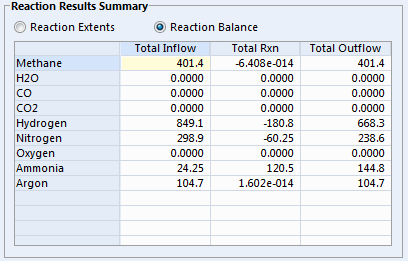 Reaction Results Summary
Reaction Extents Reaction Balance
Total Inflow Total Rxn Total Outflow
Methane 401.4 -6.408e-014 401.4
H2O 0.0000 0.0000 0.0000
CO 0.0000 0.0000 0.0000
CO2 0.0000 0.0000 0.0000
Hydrogen 849.1 -180.8 668.3
Nitrogen 298.9 -60.25 238.6
Oxygen 0.0000 0.0000 0.0000
Ammonia 24.25 120.5 144.8
Argon 104.7 1.602e-014 104.7